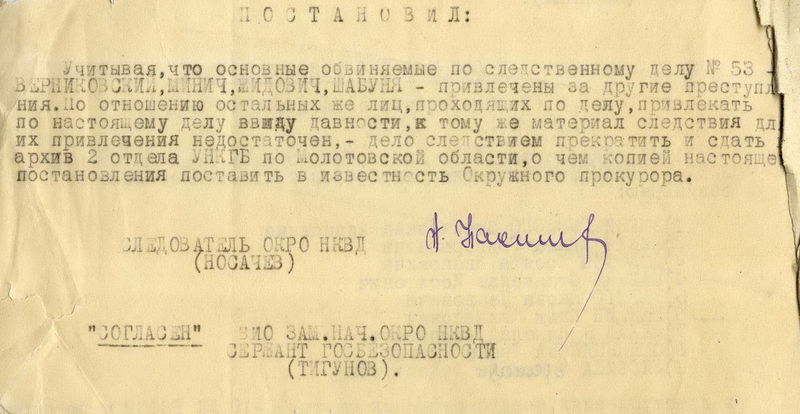 ПОСТАНОВИЛ:
Учитывая,что основные обвиняемые по следственному делу № 53 -
ВЕРНИКОВСКИЙ,МИНИЧ,ЖИДОВИЧ,ШАБУНЯ - привлечены за другие преступл
ния.По отношению остальных же лиц,проходящих по делу,привлекать
по настоящему делу ввиду давности,к тому же материал следствия дл
их привлечения недостаточен,- дело следствием прекратить и сдать
архив 2 отдела УНКГБ по Молотовской области,о чем копией настояще
постановления поставить в известность Окружного прокурора.
СЛЕДОВАТЕЛЬ ОКРО НКВД
(НОСАЧЕВ)
"СОГЛАСЕН" ВИО ЗАМ.НАЧ.ОКРО НКВД
СЕРЖАНТ ГОСБЕЗОПАСНОСТИ
(ТИГУНОВ).